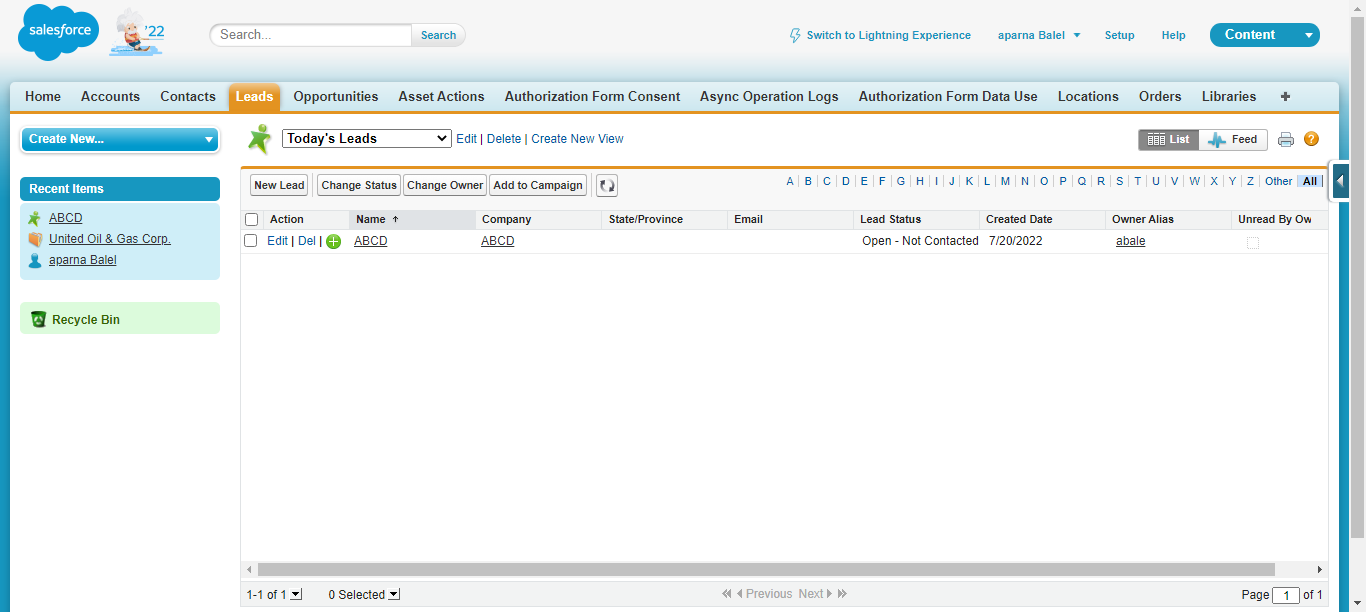 salesforce '22 Search... Search Switch to Lightning Experience aparna Balel Setup Help Content
Home Accounts Contacts Leads Opportunities Asset Actions Authorization Form Consent Async Operation Logs Authorization Form Data Use Locations Orders Libraries +
Create New... Today's Leads Edit | Delete | Create New View List Feed ?
Recent Items
ABCD
United Oil & Gas Corp.
aparna Balel
Recycle Bin
New Lead Change Status Change Owner Add to Campaign A | B | C | D | E | F | G | H | I | J | K | L | M | N | O | P | Q | R | S | T | U | V | W | X | Y | Z | Other | All |
Action Name Company State/Province Email Lead Status Created Date Owner Alias Unread By Ow
Edit | Del | ABCD ABCD Open - Not Contacted 7/20/2022 abale
1-1 of 1 0 Selected Previous Next Page 1 of 1